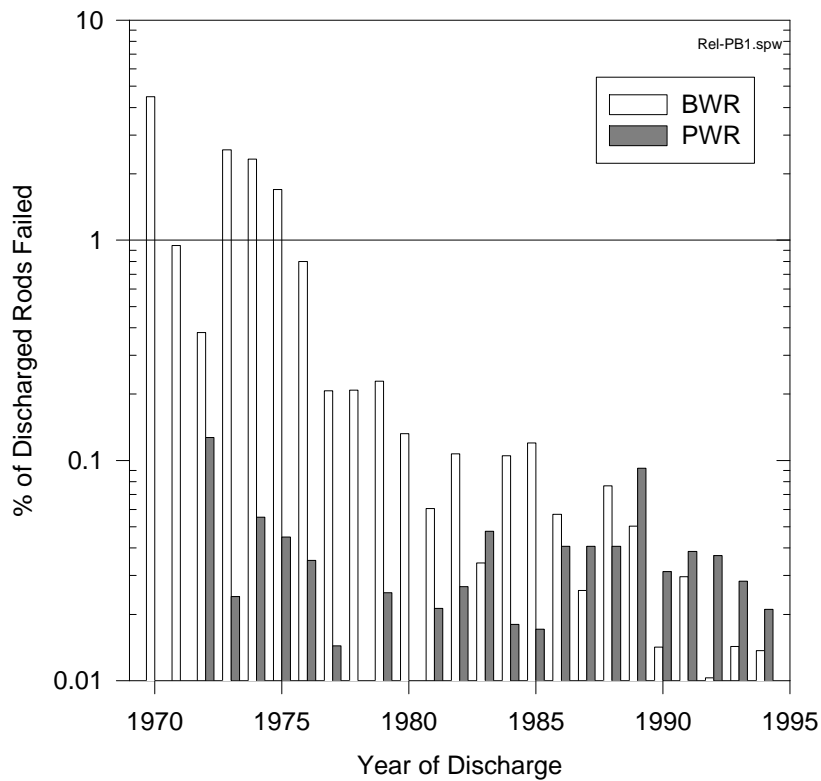 10
Rel-PB1.spw
BWR
PWR
1
0.1
0.01
% of Discharged Rods Failed
1970 1975 1980 1985 1990 1995
Year of Discharge